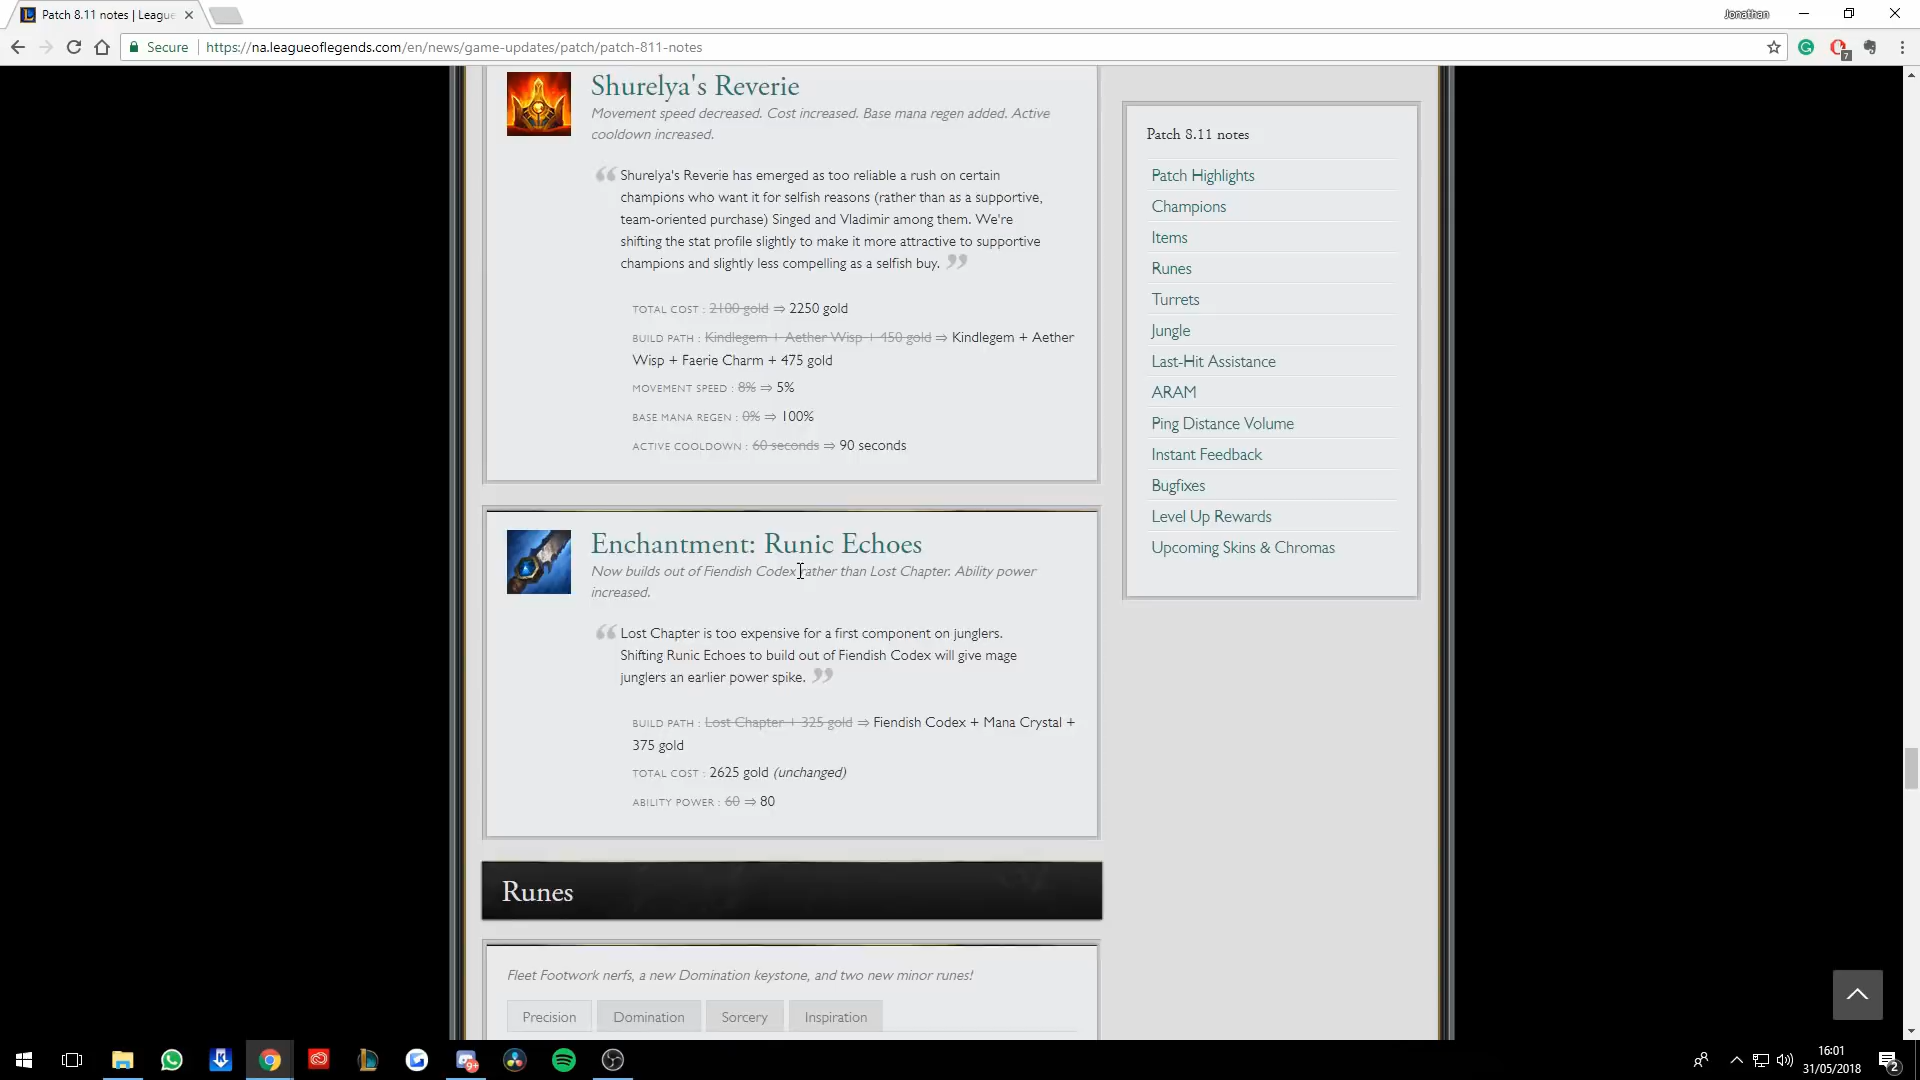 Patch 8.11 notes | League
Jonathan
Secure
https://na.leagueoflegends.com/en/news/game-updates/patch/patch-811-notes
7
Shurelya's Reverie
Movement speed decreased. Cost increased. Base mana regen added. Active
cooldown increased.
“ Shurelya's Reverie has emerged as too reliable a rush on certain
champions who want it for selfish reasons (rather than as a supportive,
team-oriented purchase) Singed and Vladimir among them. We're
shifting the stat profile slightly to make it more attractive to supportive
champions and slightly less compelling as a selfish buy. ”
TOTAL COST : 2100 gold ⇒ 2250 gold
BUILD PATH : Kindlegem + Aether Wisp + 450 gold ⇒ Kindlegem + Aether
Wisp + Faerie Charm + 475 gold
MOVEMENT SPEED : 8% ⇒ 5%
BASE MANA REGEN : 0% ⇒ 100%
ACTIVE COOLDOWN : 60 seconds ⇒ 90 seconds
Enchantment: Runic Echoes
Now builds out of Fiendish Codex rather than Lost Chapter. Ability power
increased.
“ Lost Chapter is too expensive for a first component on junglers.
Shifting Runic Echoes to build out of Fiendish Codex will give mage
junglers an earlier power spike. ”
BUILD PATH : Lost Chapter + 325 gold ⇒ Fiendish Codex + Mana Crystal +
375 gold
TOTAL COST : 2625 gold (unchanged)
ABILITY POWER : 60 ⇒ 80
Runes
Fleet Footwork nerfs, a new Domination keystone, and two new minor runes!
Precision
Domination
Sorcery
Inspiration
Patch 8.11 notes
Patch Highlights
Champions
Items
Runes
Turrets
Jungle
Last-Hit Assistance
ARAM
Ping Distance Volume
Instant Feedback
Bugfixes
Level Up Rewards
Upcoming Skins & Chromas
9+
16:01
31/05/2018
2